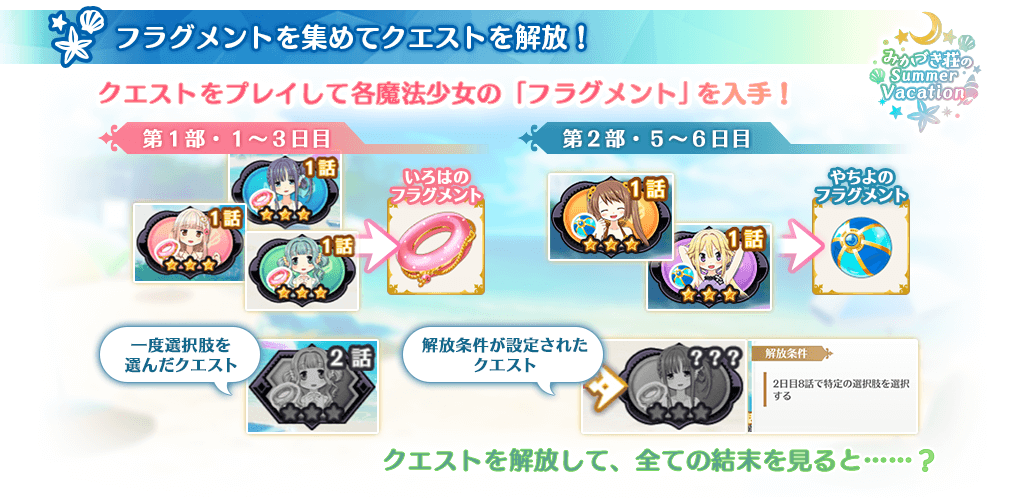 フラグメントを集めてクエストを解放！
みかづき荘の
Summer
Vacation
クエストをプレイして各魔法少女の「フラグメント」を入手！
第１部・１～３日目
第２部・５～６日目
1話
1話
1話
いろはの
フラグメント
1話
1話
やちよの
フラグメント
一度選択肢を
選んだクエスト
2話
解放条件が設定された
クエスト
？？？
解放条件
2日目8話で特定の選択肢を選択
する
クエストを解放して、全ての結末を見ると……？